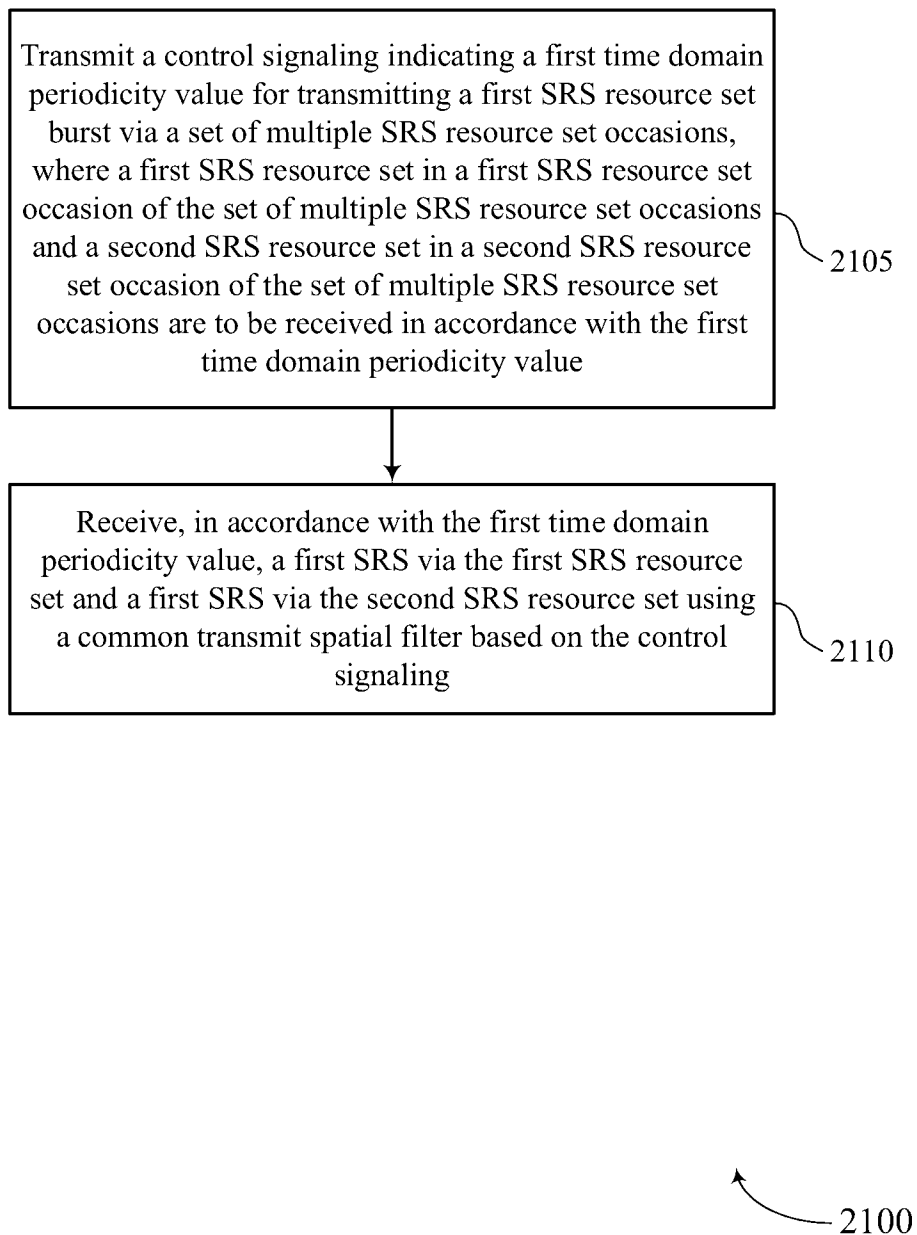 Transmit a control signaling indicating a first time domain
periodicity value for transmitting a first SRS resource set
burst via a set of multiple SRS resource set occasions,
where a first SRS resource set in a first SRS resource set
occasion of the set of multiple SRS resource set occasions
and a second SRS resource set in a second SRS resource
set occasion of the set of multiple SRS resource set
occasions are to be received in accordance with the first
time domain periodicity value
2105
Receive, in accordance with the first time domain
periodicity value, a first SRS via the first SRS resource
set and a first SRS via the second SRS resource set using
a common transmit spatial filter based on the control
signaling
2110
2100